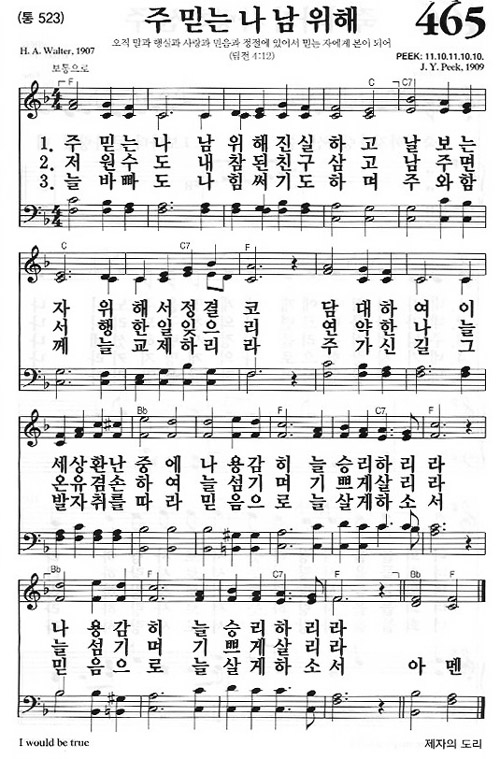 (통 523)
주 믿는 나 남 위해
465
오직 말과 행실과 사랑과 믿음과 정절에 있어서 믿는 자에게 본이 되어
(딤전 4:12)
H. A. Walter, 1907
PEEK: 11.10.11.10.10.
J. Y. Peek, 1909
보통으로
F C C7
1. 주 믿 는 나 남 위 해 진 실 하 고 날 보 는
2. 저 원 수 도 내 참 된 친 구 삼 고 남 주 면
3. 늘 바 빠 도 나 힘 써 기 도 하 며 주 와 함
C C7 F
자 위 해 서 정 결 코 담 대 하 여 이
서 행 한 일 잊 으 리 연 약 한 나 늘
께 늘 교 제 하 리 라 주 가 신 길 그
Bb F C7 F
세 상 환 난 중 에 나 용 감 히 늘 승 리 하 리 라
온 유 겸 손 하 여 늘 섬 기 며 기 쁘 게 살 리 라
발 자 취 를 따 라 믿 음 으 로 늘 살 게 하 소 서
Bb F C7 F Bb F
나 용 감 히 늘 승 리 하 리 라
늘 섬 기 며 기 쁘 게 살 리 라
믿 음 으 로 늘 살 게 하 소 서 아 멘
I would be true
제자의 도리